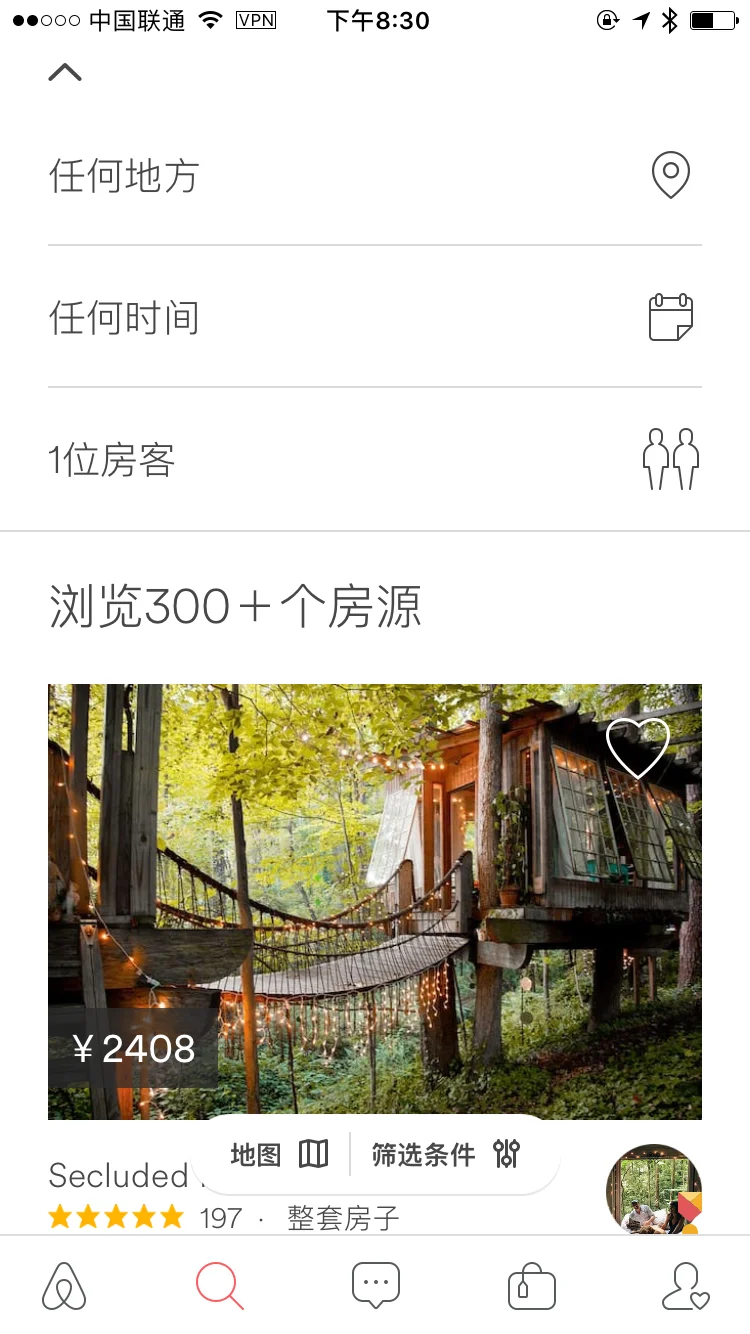 中国联通 VPN 下午8:30
任何地方
任何时间
1位房客
浏览300＋个房源
￥2408
地图 筛选条件
Secluded
197 · 整套房子